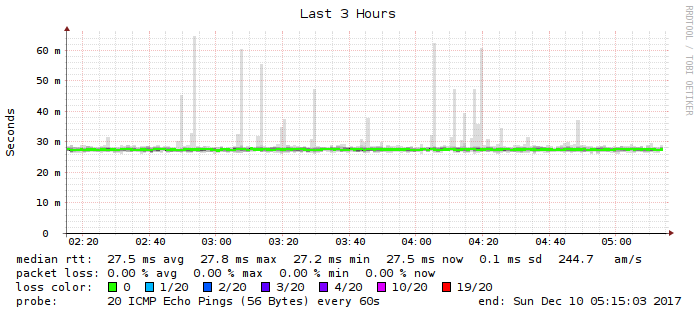 Last 3 Hours
RRDTOOL / TOBI OETIKER
Seconds
60 m
50 m
40 m
30 m
20 m
10 m
0
02:20 02:40 03:00 03:20 03:40 04:00 04:20 04:40 05:00
median rtt: 27.5 ms avg 27.8 ms max 27.2 ms min 27.5 ms now 0.1 ms sd 244.7 am/s
packet loss: 0.00 % avg 0.00 % max 0.00 % min 0.00 % now
loss color: 0 1/20 2/20 3/20 4/20 10/20 19/20
probe: 20 ICMP Echo Pings (56 Bytes) every 60s end: Sun Dec 10 05:15:03 2017